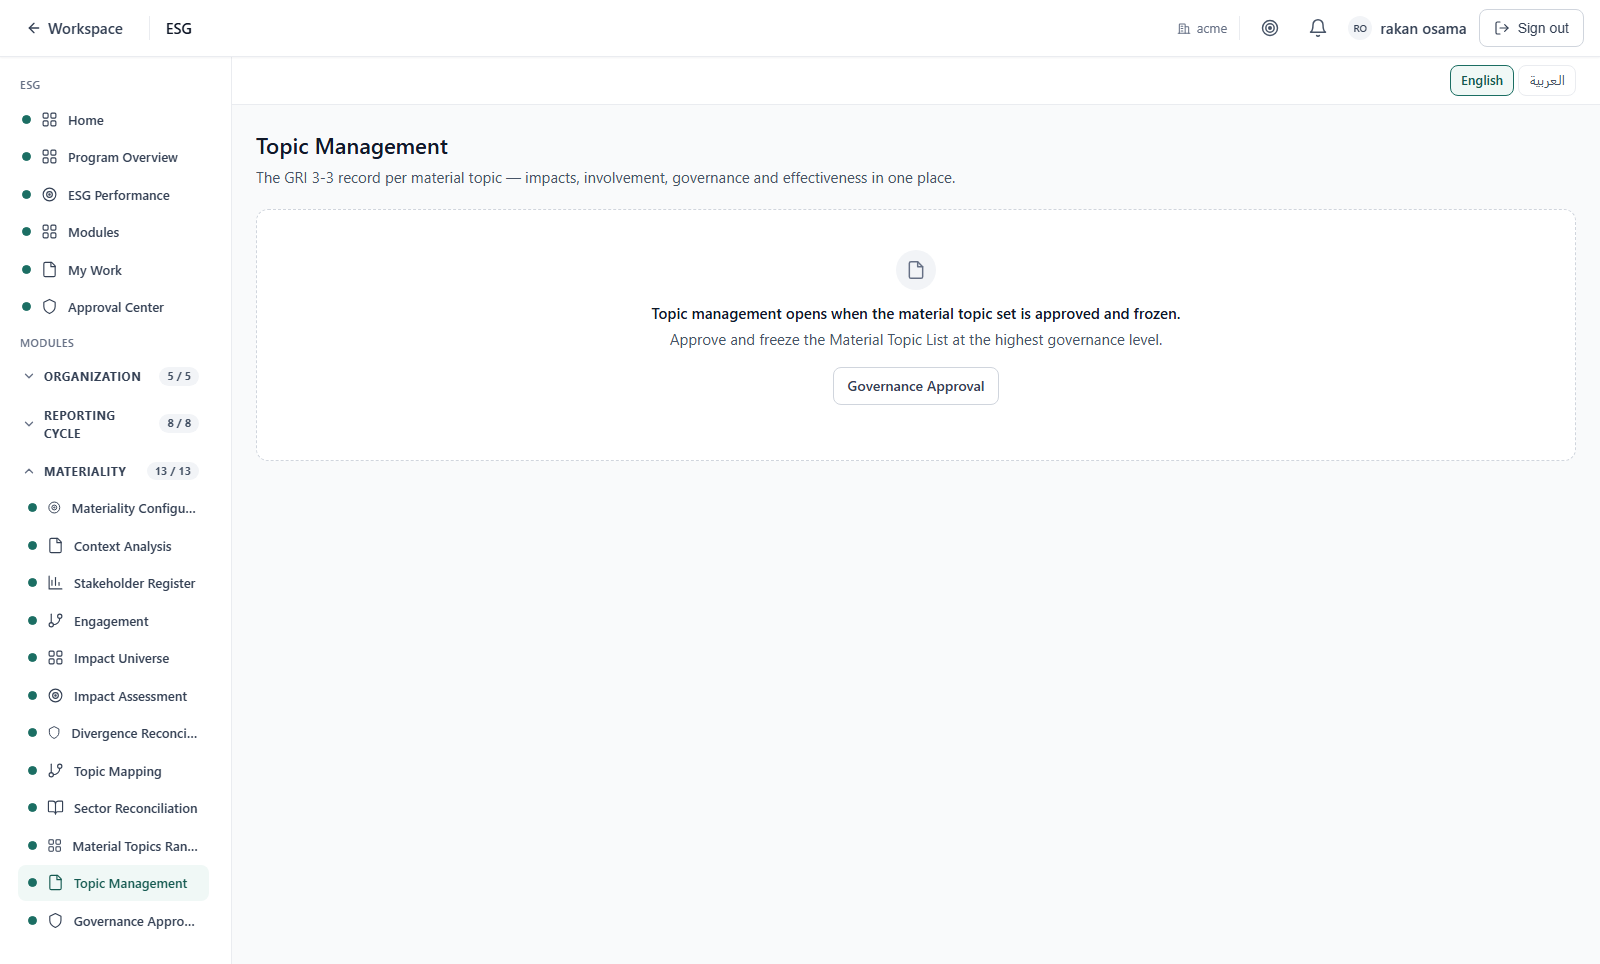 Workspace
ESG
acme
RO
rakan osama
Sign out
English
العربية
ESG
Home
Program Overview
ESG Performance
Modules
My Work
Approval Center
MODULES
ORGANIZATION 5 / 5
REPORTING
CYCLE 8 / 8
MATERIALITY 13 / 13
Materiality Configu...
Context Analysis
Stakeholder Register
Engagement
Impact Universe
Impact Assessment
Divergence Reconci...
Topic Mapping
Sector Reconciliation
Material Topics Ran...
Topic Management
Governance Appro...
Topic Management
The GRI 3-3 record per material topic — impacts, involvement, governance and effectiveness in one place.
Topic management opens when the material topic set is approved and frozen.
Approve and freeze the Material Topic List at the highest governance level.
Governance Approval